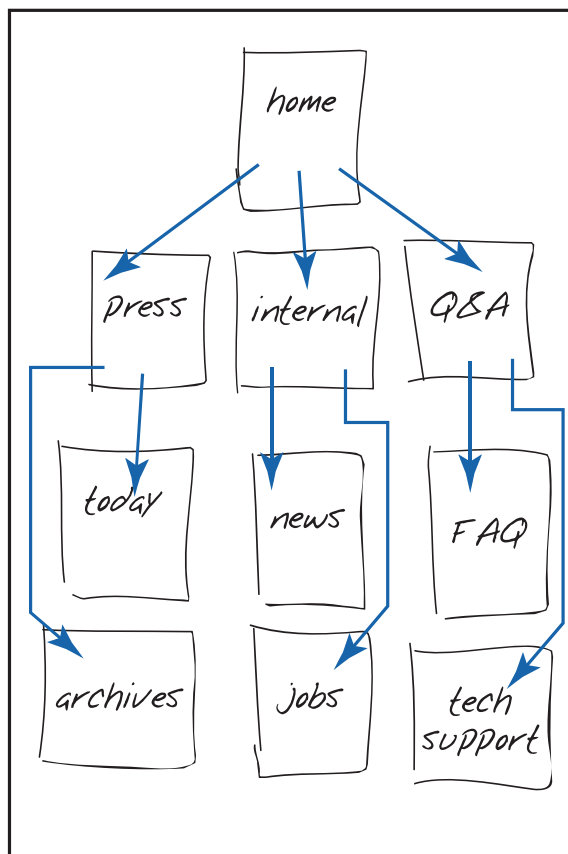 home
press
internal
Q&A
today
news
FAQ
archives
jobs
tech
support